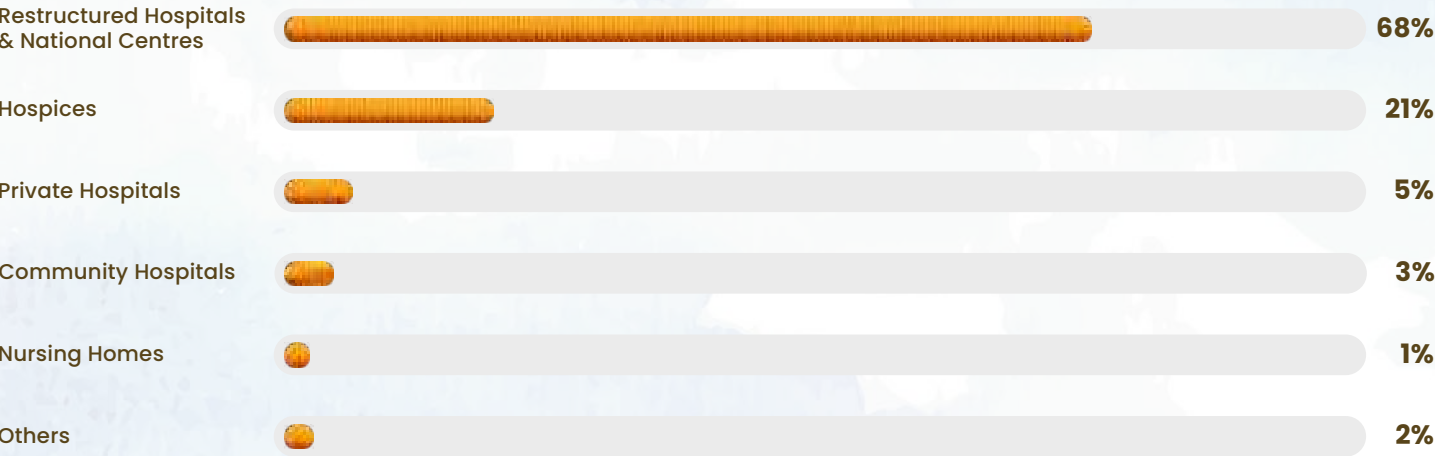 Restructured Hospitals
& National Centres
68%
Hospices
21%
Private Hospitals
5%
Community Hospitals
3%
Nursing Homes
1%
Others
2%